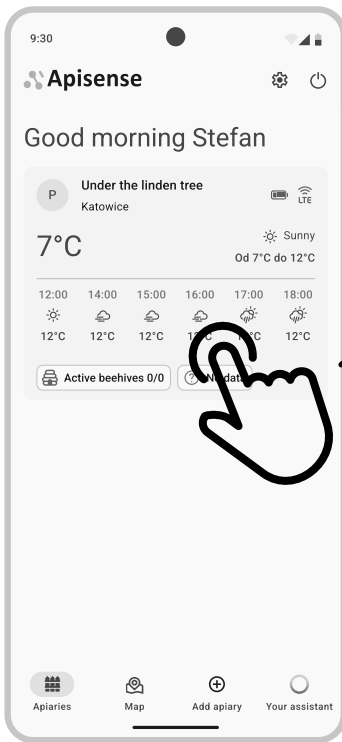 9:30
Apisense
Good morning Stefan
P Under the linden tree
Katowice LTE
7°C Sunny
Od 7°C do 12°C
12:00 14:00 15:00 16:00 17:00 18:00
12°C 12°C 12°C 12°C
Active beehives 0/0 ? No data
Apiaries Map Add apiary Your assistant